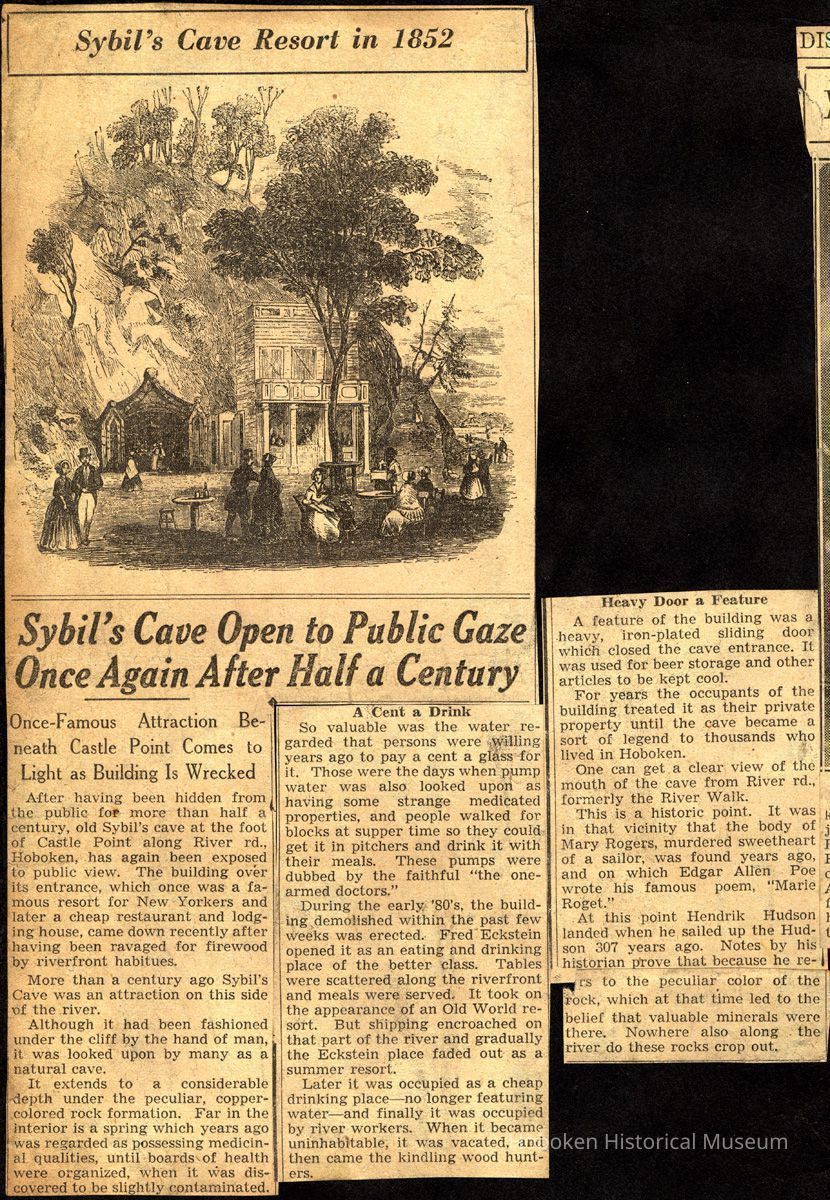 Sybil's Cave Resort in 1852
Sybil's Cave Open to Public Gaze
Once Again After Half a Century
Once-Famous Attraction Be-
neath Castle Point Comes to
Light as Building Is Wrecked
After having been hidden from
the public for more than half a
century, old Sybil's cave at the foot
of Castle Point along River rd.,
Hoboken, has again been exposed
to public view. The building over
its entrance, which once was a fa-
mous resort for New Yorkers and
later a cheap restaurant and lodg-
ing house, came down recently after
having been ravaged for firewood
by riverfront habitues.
More than a century ago Sybil's
Cave was an attraction on this side
of the river.
Although it had been fashioned
under the cliff by the hand of man,
it was looked upon by many as a
natural cave.
It extends to a considerable
depth under the peculiar, copper-
colored rock formation. Far in the
interior is a spring which years ago
was regarded as possessing medicin-
al qualities, until boards of health
were organized, when it was dis-
covered to be slightly contaminated.
A Cent a Drink
So valuable was the water re-
garded that persons were willing
years ago to pay a cent a glass for
it. Those were the days when pump
water was also looked upon as
having some strange medicated
properties, and people walked for
blocks at supper time so they could
get it in pitchers and drink it with
their meals. These pumps were
dubbed by the faithful "the one-
armed doctors."
During the early '80's, the build-
ing demolished within the past few
weeks was erected. Fred Eckstein
opened it as an eating and drinking
place of the better class. Tables
were scattered along the riverfront
and meals were served. It took on
the appearance of an Old World re-
sort. But shipping encroached on
that part of the river and gradually
the Eckstein place faded out as a
summer resort.
Later it was occupied as a cheap
drinking place—no longer featuring
water—and finally it was occupied
by river workers. When it became
uninhabitable, it was vacated, and
then came the kindling wood hunt-
ers.
Heavy Door a Feature
A feature of the building was a
heavy, iron-plated sliding door
which closed the cave entrance. It
was used for beer storage and other
articles to be kept cool.
For years the occupants of the
building treated it as their private
property until the cave became a
sort of legend to thousands who
lived in Hoboken.
One can get a clear view of the
mouth of the cave from River rd.,
formerly the River Walk.
This is a historic point. It was
in that vicinity that the body of
Mary Rogers, murdered sweetheart
of a sailor, was found years ago,
and on which Edgar Allen Poe
wrote his famous poem, "Marie
Roget."
At this point Hendrik Hudson
landed when he sailed up the Hud-
son 307 years ago. Notes by his
historian prove that because he re-
rs to the peculiar color of the
rock, which at that time led to the
belief that valuable minerals were
there. Nowhere also along the
river do these rocks crop out.
DIS
oken Historical Museum